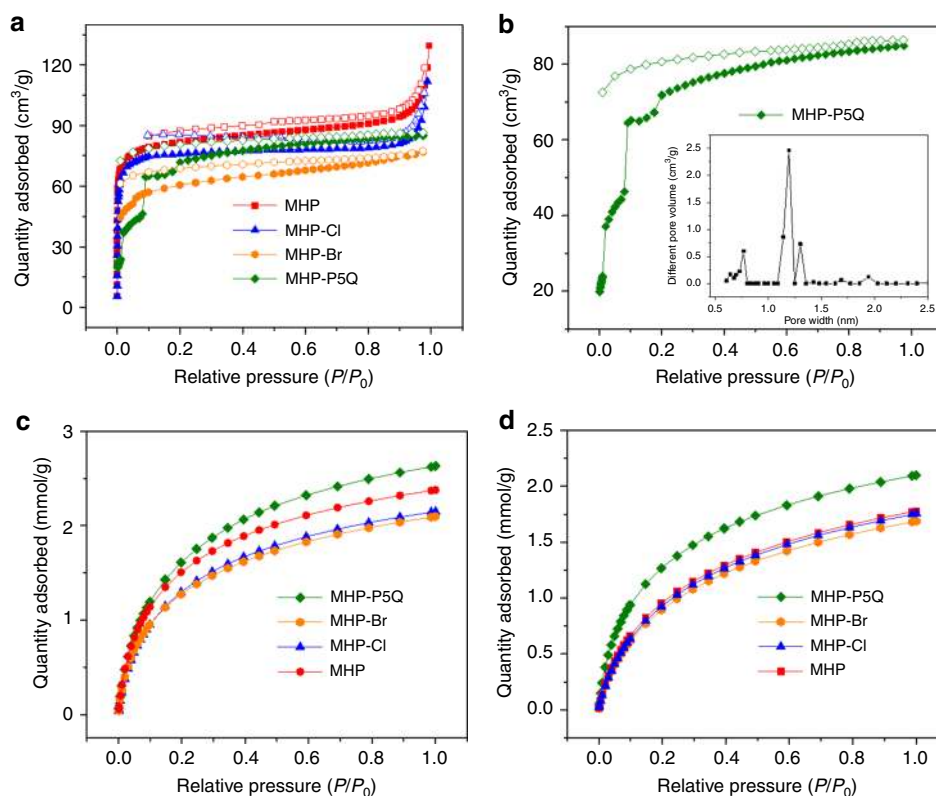 a
Quantity adsorbed (cm³/g)
120
90
60
30
0
MHP
MHP-Cl
MHP-Br
MHP-P5Q
0.0 0.2 0.4 0.6 0.8 1.0
Relative pressure (P/P₀)
b
Quantity adsorbed (cm³/g)
80
60
40
20
MHP-P5Q
Different pore volume (cm³/g)
2.5
2.0
1.5
1.0
0.5
0.0
0.5 1.0 1.5 2.0 2.5
Pore width (nm)
0.0 0.2 0.4 0.6 0.8 1.0
Relative pressure (P/P₀)
c
Quantity adsorbed (mmol/g)
3
2
1
0
MHP-P5Q
MHP-Br
MHP-Cl
MHP
0.0 0.2 0.4 0.6 0.8 1.0
Relative pressure (P/P₀)
d
Quantity adsorbed (mmol/g)
2.5
2.0
1.5
1.0
0.5
0.0
MHP-P5Q
MHP-Br
MHP-Cl
MHP
0.0 0.2 0.4 0.6 0.8 1.0
Relative pressure (P/P₀)